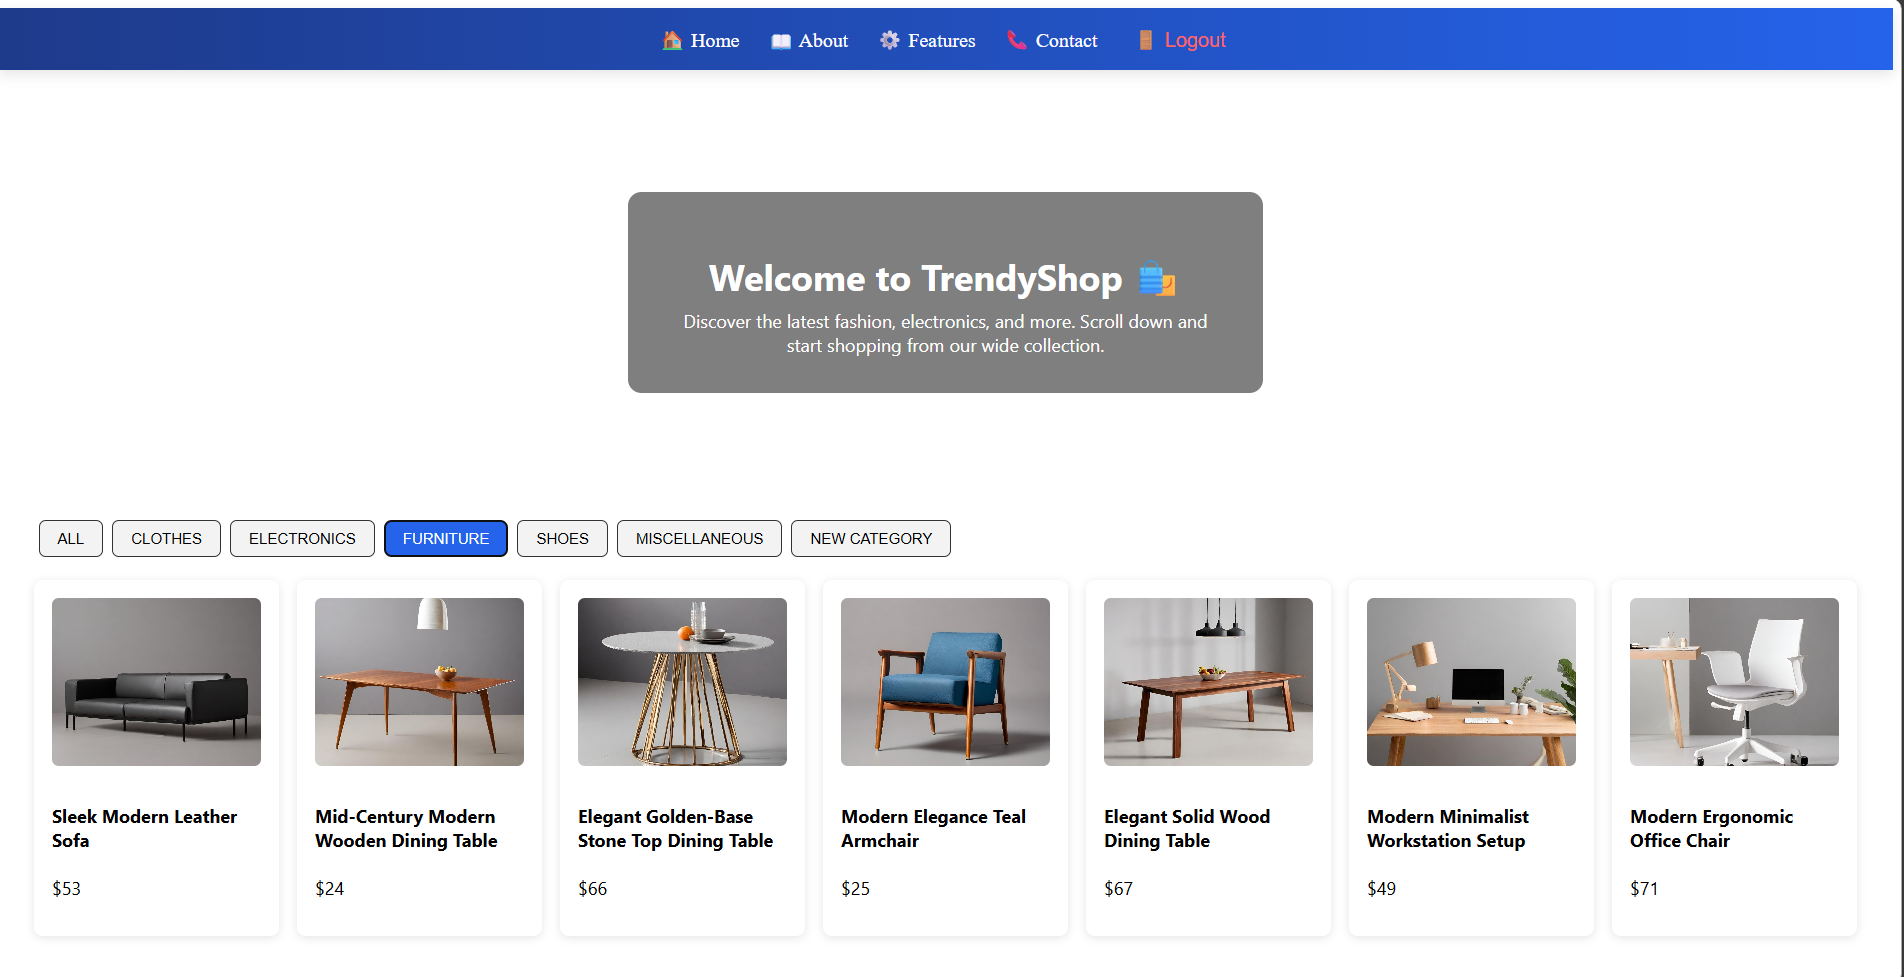 Home
About
Features
Contact
Logout
Welcome to TrendyShop
Discover the latest fashion, electronics, and more. Scroll down and
start shopping from our wide collection.
ALL
CLOTHES
ELECTRONICS
FURNITURE
SHOES
MISCELLANEOUS
NEW CATEGORY
Sleek Modern Leather
Sofa
$53
Mid-Century Modern
Wooden Dining Table
$24
Elegant Golden-Base
Stone Top Dining Table
$66
Modern Elegance Teal
Armchair
$25
Elegant Solid Wood
Dining Table
$67
Modern Minimalist
Workstation Setup
$49
Modern Ergonomic
Office Chair
$71